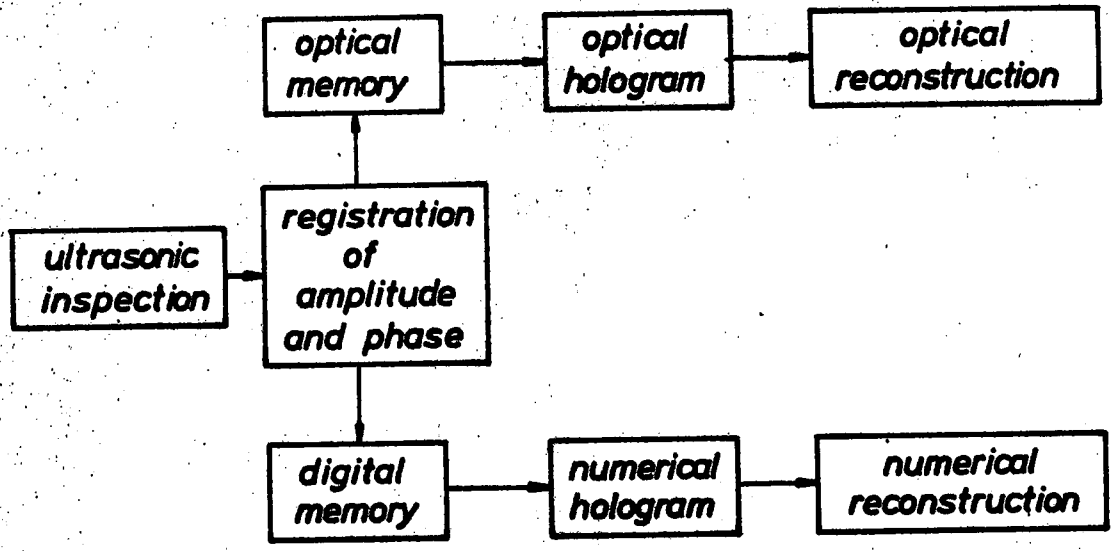 optical
memory
optical
hologram
optical
reconstruction
ultrasonic
inspection
registration
of
amplitude
and phase
digital
memory
numerical
hologram
numerical
reconstruction